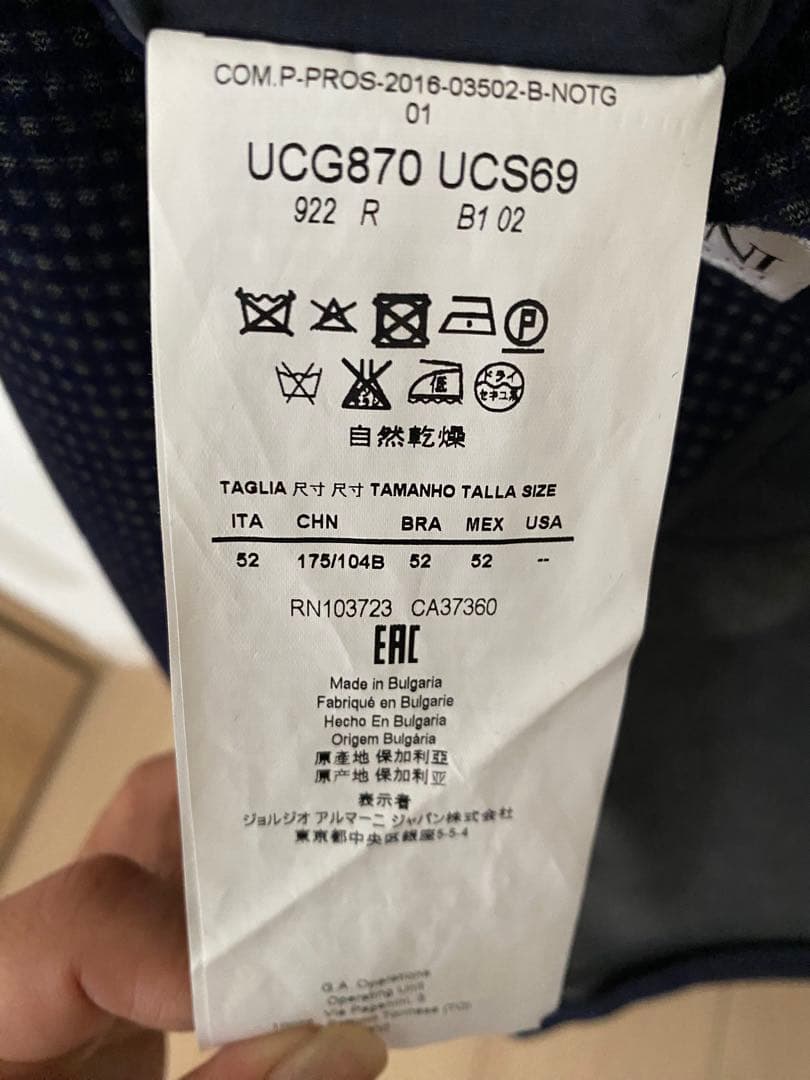 COM.P-PROS-2016-03502-B-NOTG
01
UCG870 UCS69
922 R B1 02
P
低
ドライ
セキユ系
自然乾燥
TAGLIA 尺寸 尺寸 TAMANHO TALLA SIZE
ITA CHN BRA MEX USA
52 175/104B 52 52 --
RN103723 CA37360
EAC
Made in Bulgaria
Fabriqué en Bulgarie
Hecho En Bulgaria
Origem Bulgária
原產地 保加利亞
原产地 保加利亚
表示者
ジョルジオ アルマーニ ジャパン株式会社
東京都中央区銀座5-5-4
G.A. Operations
Operating Unit
Via Papenini, 8
(TO)